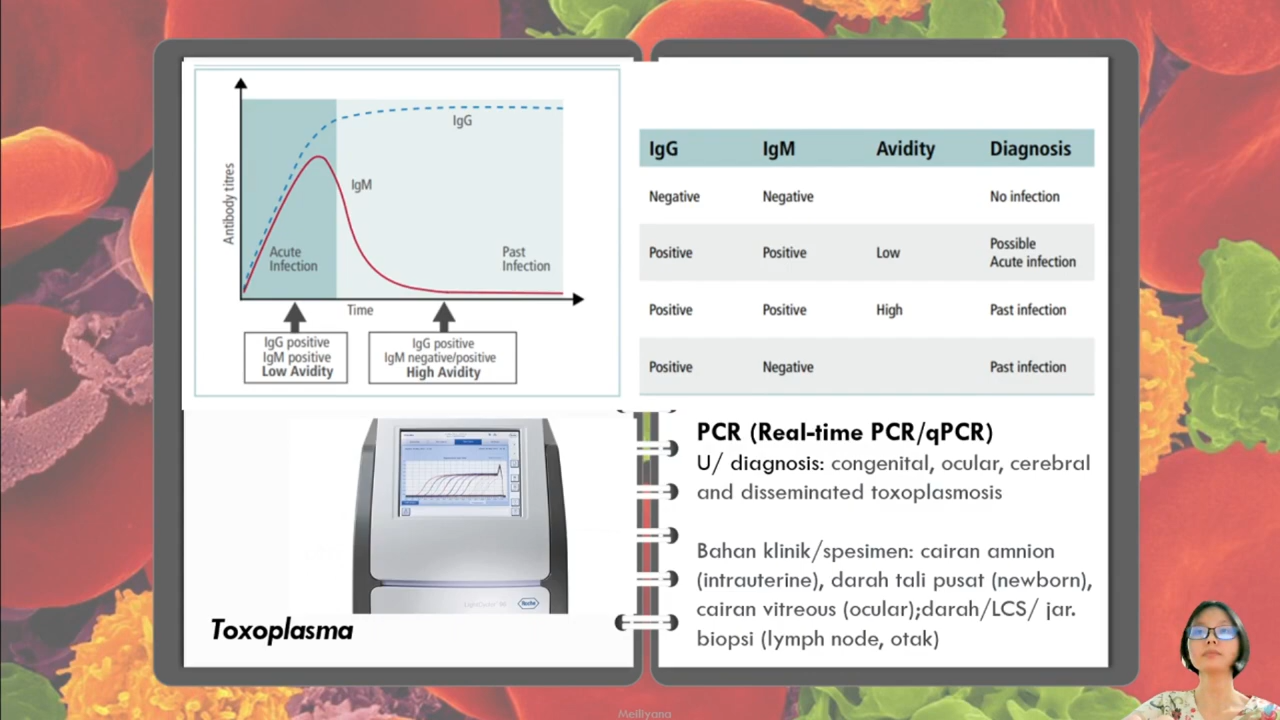 IgG
IgM
Antibody titres
Acute
Infection
Past
Infection
Time
IgG positive
IgM positive
Low Avidity
IgG positive
IgM negative/positive
High Avidity
IgG IgM Avidity Diagnosis
Negative Negative No infection
Positive Positive Low Possible
Acute infection
Positive Positive High Past infection
Positive Negative Past infection
Roche
Toxoplasma
PCR (Real-time PCR/qPCR)
U/ diagnosis: congenital, ocular, cerebral
and disseminated toxoplasmosis
Bahan klinik/spesimen: cairan amnion
(intrauterine), darah tali pusat (newborn),
cairan vitreous (ocular);darah/LCS/ jar.
biopsi (lymph node, otak)
Meillyana